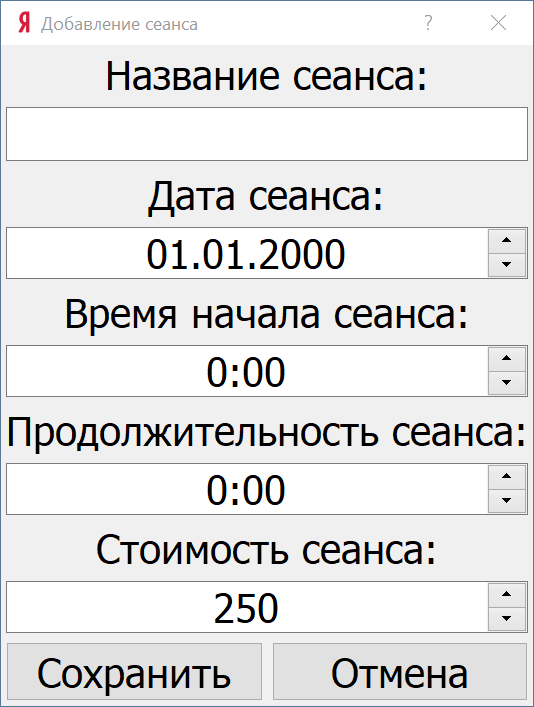 Я Добавление сеанса ?
Название сеанса:
Дата сеанса:
01.01.2000
Время начала сеанса:
0:00
Продолжительность сеанса:
0:00
Стоимость сеанса:
250
Сохранить Отмена